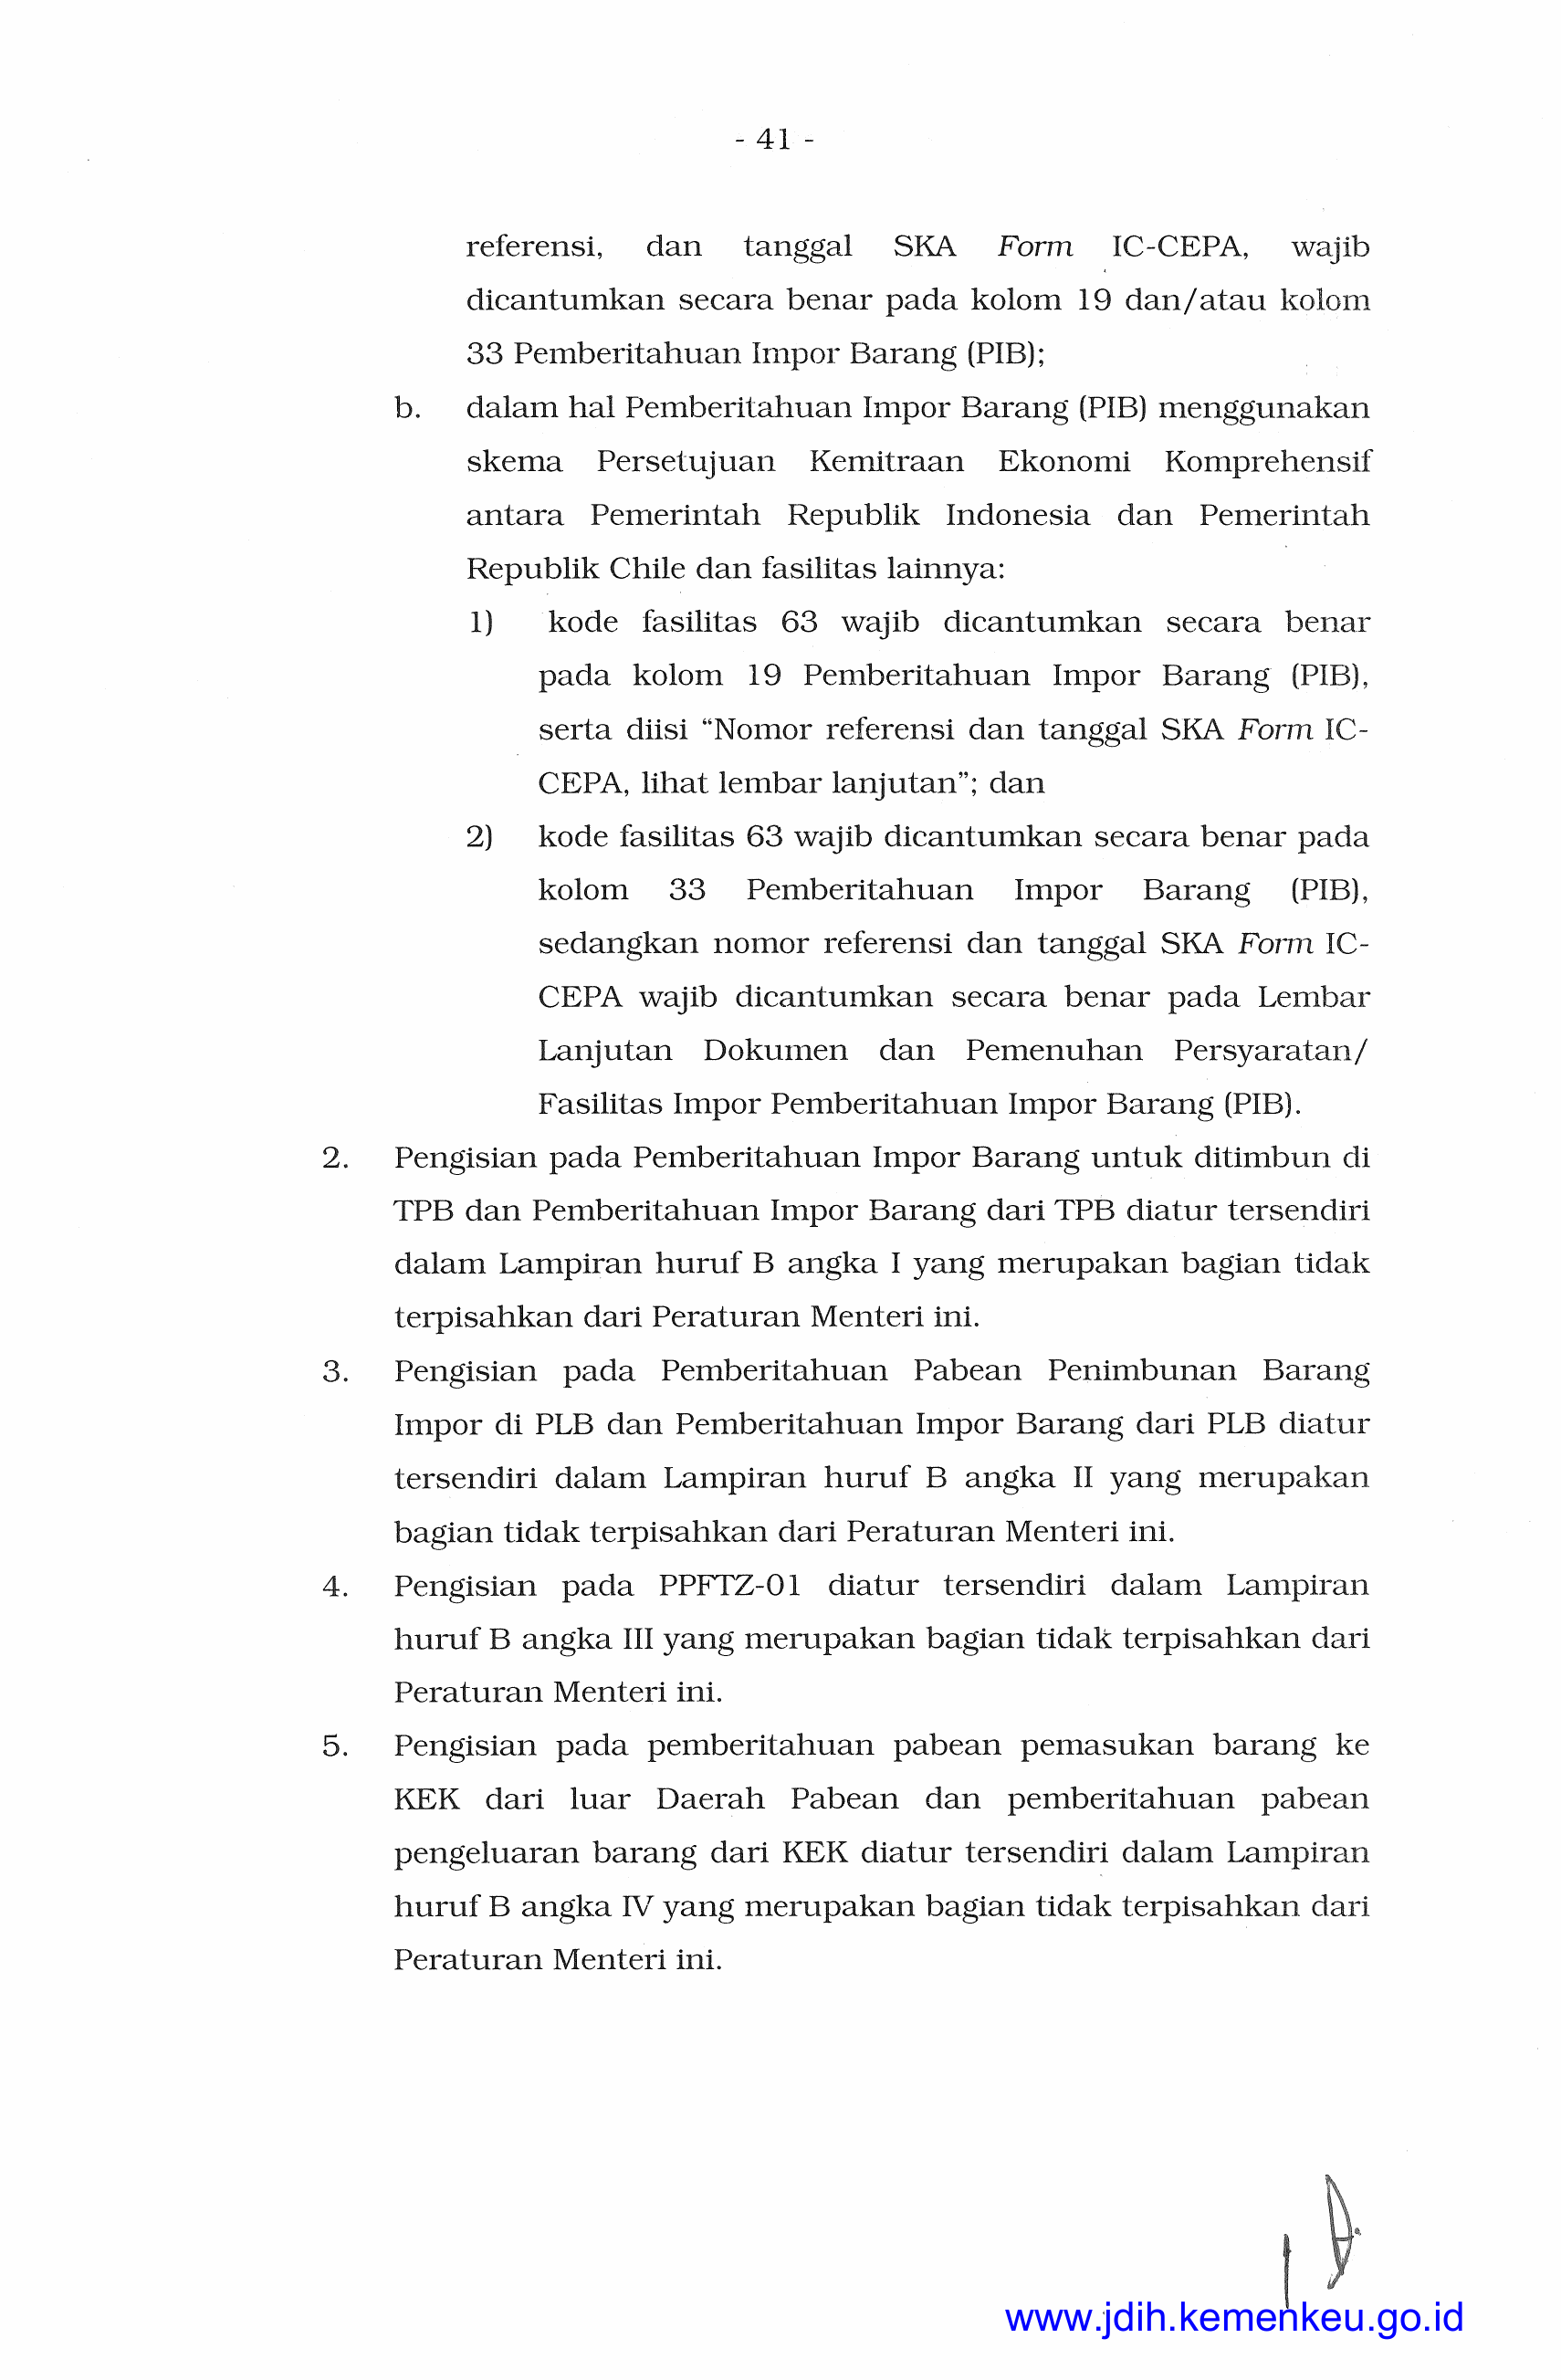 - 41 -
referensi, dan tanggal SKA Form IC-CEPA, wajib
dicantumkan secara benar pada kolom 19 dan/atau kolom
33 Pemberitahuan Impor Barang (PIB);
b. dalam hal Pemberitahuan Impor Barang (PIB) menggunakan
skema Persetujuan Kemitraan Ekonomi Komprehensif
antara Pemerintah Republik Indonesia dan Pemerintah
Republik Chile dan fasilitas lainnya:
1) kode fasilitas 63 wajib dicantumkan secara benar
pada kolom 19 Pemberitahuan Impor Barang (PIB),
serta diisi “Nomor referensi dan tanggal SKA Form IC-
CEPA, lihat lembar lanjutan”; dan
2) kode fasilitas 63 wajib dicantumkan secara benar pada
kolom 33 Pemberitahuan Impor Barang (PIB),
sedangkan nomor referensi dan tanggal SKA Form IC-
CEPA wajib dicantumkan secara benar pada Lembar
Lanjutan Dokumen dan Pemenuhan Persyaratan/
Fasilitas Impor Pemberitahuan Impor Barang (PIB).
2. Pengisian pada Pemberitahuan Impor Barang untuk ditimbun di
TPB dan Pemberitahuan Impor Barang dari TPB diatur tersendiri
dalam Lampiran huruf B angka I yang merupakan bagian tidak
terpisahkan dari Peraturan Menteri ini.
3. Pengisian pada Pemberitahuan Pabean Penimbunan Barang
Impor di PLB dan Pemberitahuan Impor Barang dari PLB diatur
tersendiri dalam Lampiran huruf B angka II yang merupakan
bagian tidak terpisahkan dari Peraturan Menteri ini.
4. Pengisian pada PPFTZ-01 diatur tersendiri dalam Lampiran
huruf B angka III yang merupakan bagian tidak terpisahkan dari
Peraturan Menteri ini.
5. Pengisian pada pemberitahuan pabean pemasukan barang ke
KEK dari luar Daerah Pabean dan pemberitahuan pabean
pengeluaran barang dari KEK diatur tersendiri dalam Lampiran
huruf B angka IV yang merupakan bagian tidak terpisahkan dari
Peraturan Menteri ini.
www.jdih.kemenkeu.go.id